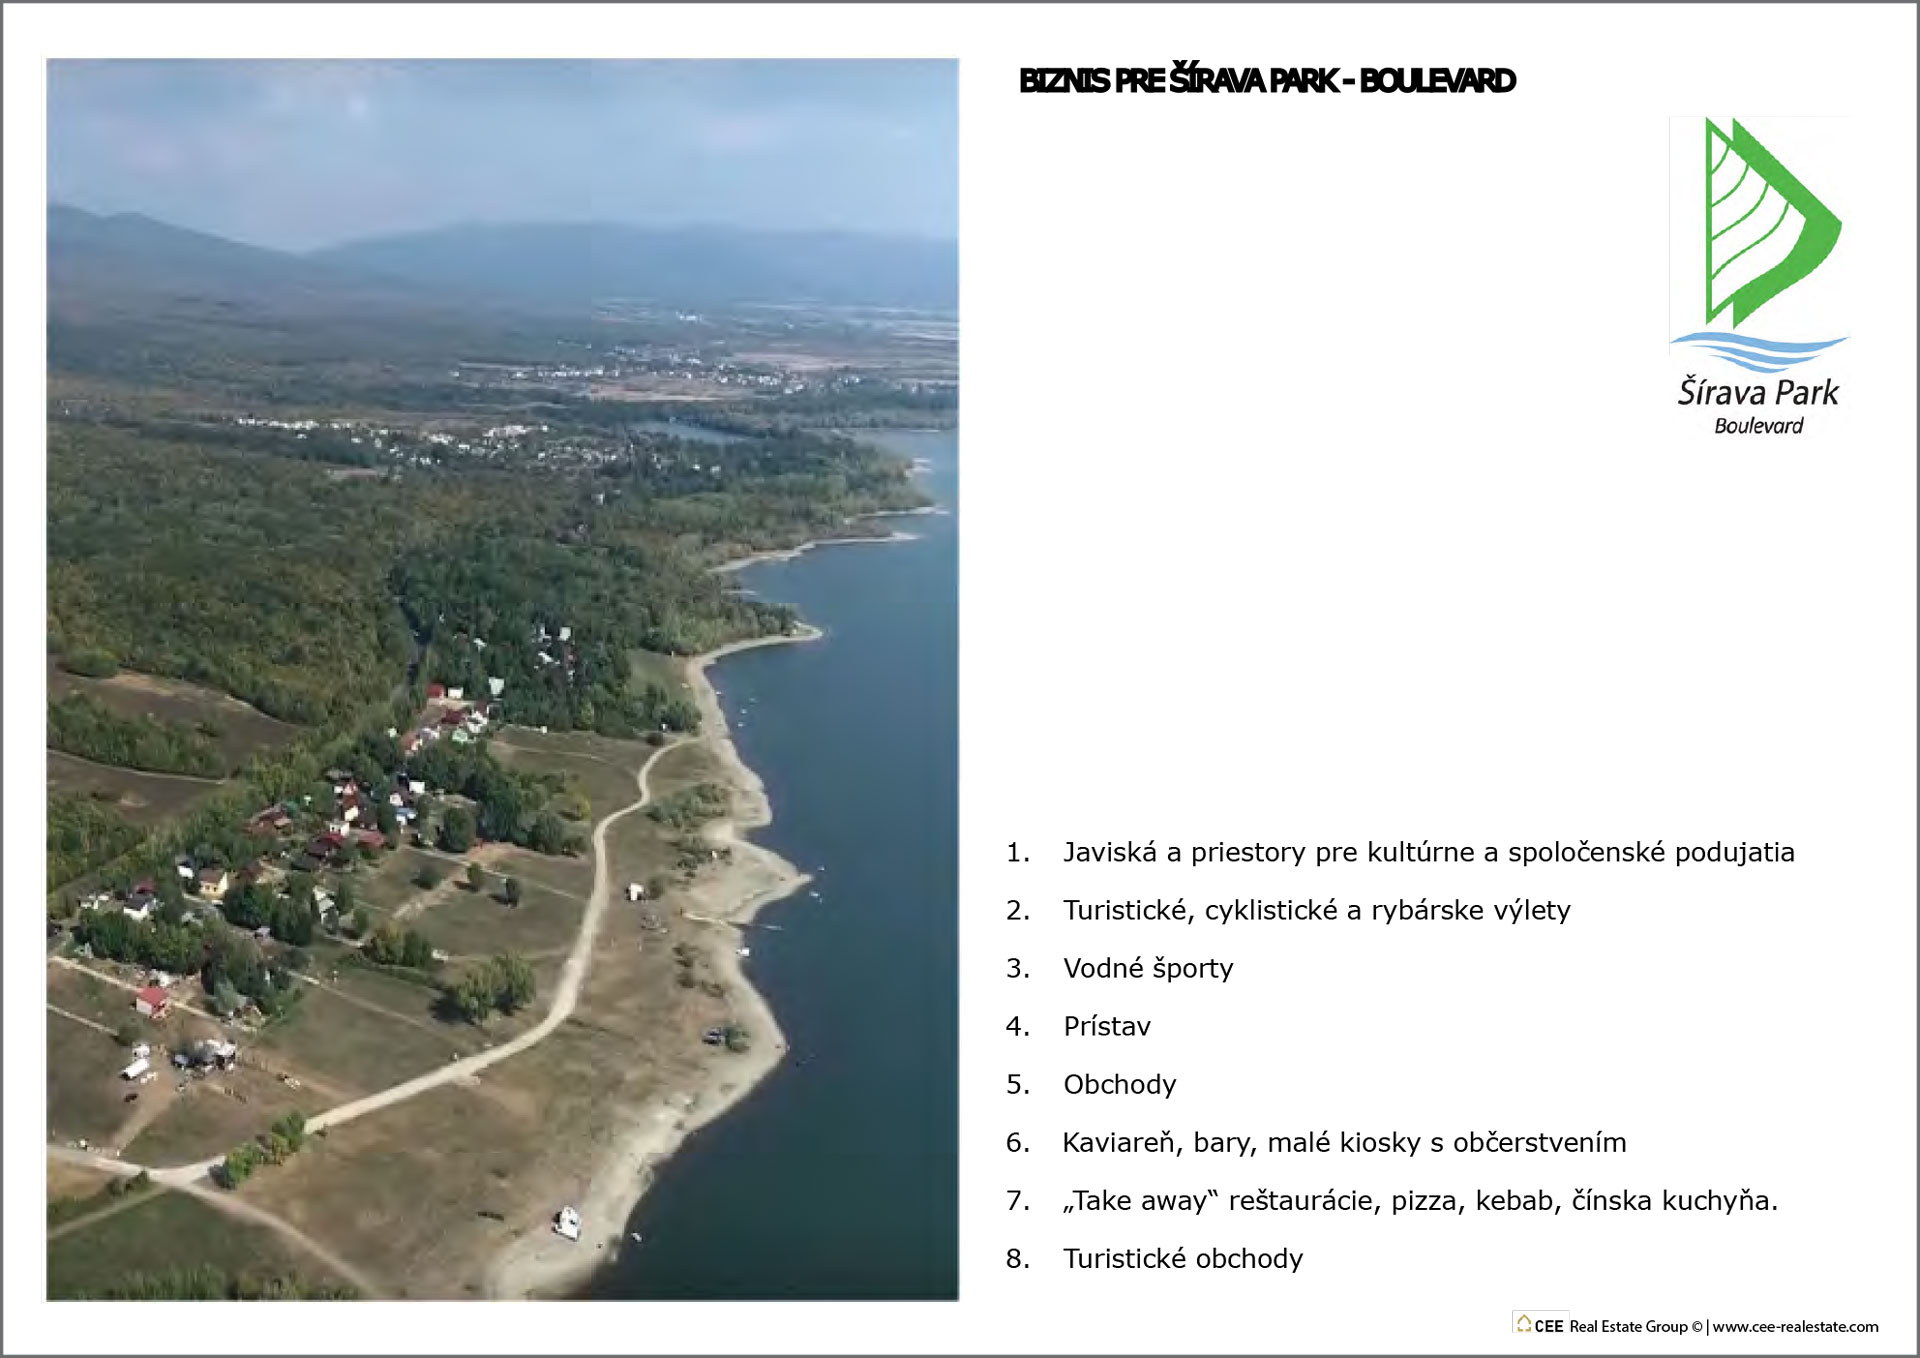 BIZNIS PRE ŠÍRAVA PARK - BOULEVARD
Šírava Park
Boulevard
1. Javiská a priestory pre kultúrne a spoločenské podujatia
2. Turistické, cyklistické a rybárske výlety
3. Vodné športy
4. Prístav
5. Obchody
6. Kaviareň, bary, malé kiosky s občerstvením
7. „Take away“ reštaurácie, pizza, kebab, čínska kuchyňa.
8. Turistické obchody
CEE Real Estate Group © | www.cee-realestate.com